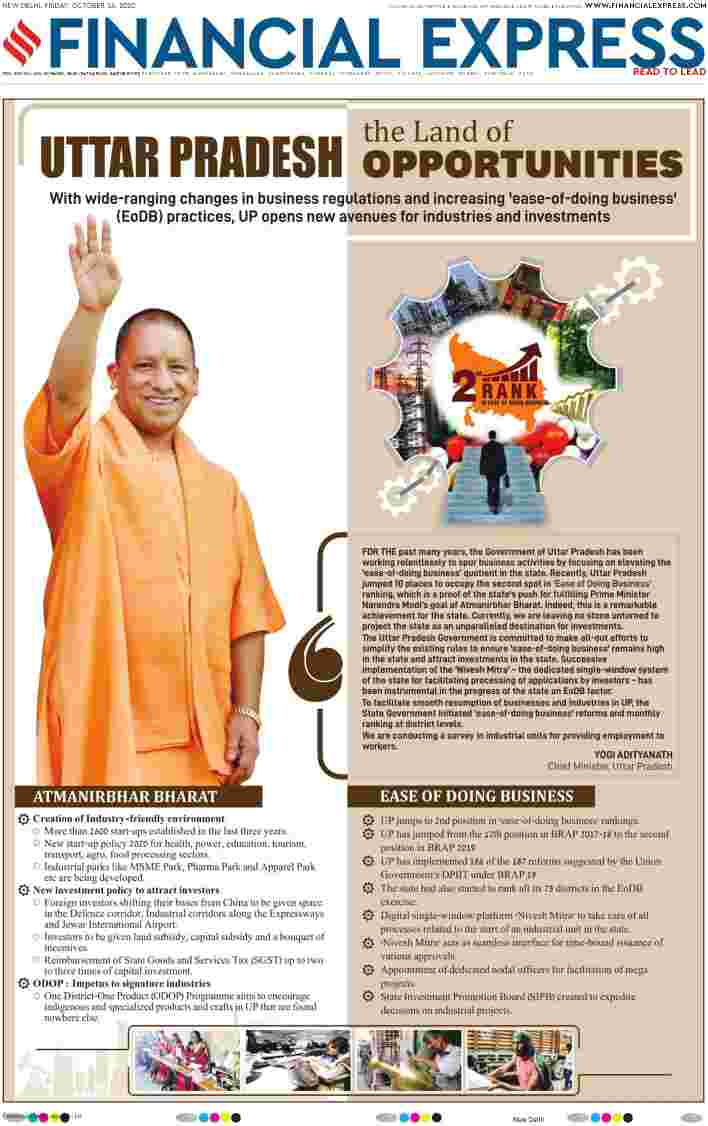 NEW DELHI, FRIDAY, OCTOBER 16, 2020
WWW.FINANCIALEXPRESS.COM
FINANCIAL EXPRESS
READ TO LEAD
UTTAR PRADESH
the Land of
OPPORTUNITIES
With wide-ranging changes in business regulations and increasing 'ease-of-doing business'
(EoDB) practices, UP opens new avenues for industries and investments
2
RANK
FOR THE past many years, the Government of Uttar Pradesh has been
working relentlessly to spur business activities by focusing on elevating the
'ease-of-doing business' quotient in the state. Recently, Uttar Pradesh
jumped 10 places to occupy the second spot in 'Ease of Doing Business'
ranking, which is a proof of the state's push for fulfilling Prime Minister
Narendra Modi's goal of Atmanirbhar Bharat. Indeed, this is a remarkable
achievement for the state. Currently, we are leaving no stone unturned to
project the state as an unparalleled destination for investments.
The Uttar Pradesh Government is committed to make all-out efforts to
simplify the existing rules to ensure 'ease-of-doing business' remains high
in the state and attract investments in the state. Successive
implementation of the 'Nivesh Mitra' – the dedicated single-window system
of the state for facilitating processing of applications by investors – has
been instrumental in the progress of the state on EoDB factor.
To facilitate smooth resumption of businesses and industries in UP, the
State Government initiated 'ease-of-doing business' reforms and monthly
ranking at district levels.
We are conducting a survey in industrial units for providing employment to
workers.
YOGI ADITYANATH
Chief Minister, Uttar Pradesh
ATMANIRBHAR BHARAT
Creation of Industry-friendly environment
More than 2600 start-ups established in the last three years.
New start-up policy 2020 for health, power, education, tourism,
transport, agro, food processing sectors.
Industrial parks like MSME Park, Pharma Park and Apparel Park
etc are being developed.
New investment policy to attract investors
Foreign investors shifting their bases from China to be given space
in the Defence corridor, Industrial corridors along the Expressways
and Jewar International Airport.
Investors to be given land subsidy, capital subsidy and a bouquet of
incentives.
Reimbursement of State Goods and Services Tax (SGST) up to two
to three times of capital investment.
ODOP : Impetus to signature industries
One District-One Product (ODOP) Programme aims to encourage
indigenous and specialized products and crafts in UP that are found
nowhere else.
EASE OF DOING BUSINESS
UP jumps to 2nd position in 'ease-of-doing business' rankings.
UP has jumped from the 12th position in BRAP 2017-18 to the second
position in BRAP 2019
UP has implemented 186 of the 187 reforms suggested by the Union
Government's DPIIT under BRAP 19
The state had also started to rank all its 75 districts in the EoDB
exercise.
Digital single-window platform 'Nivesh Mitra' to take care of all
processes related to the start of an industrial unit in the state.
'Nivesh Mitra' acts as seamless interface for time-bound issuance of
various approvals.
Appointment of dedicated nodal officers for facilitation of mega
projects.
State Investment Promotion Board (SIPB) created to expedite
decisions on industrial projects.
New Delhi